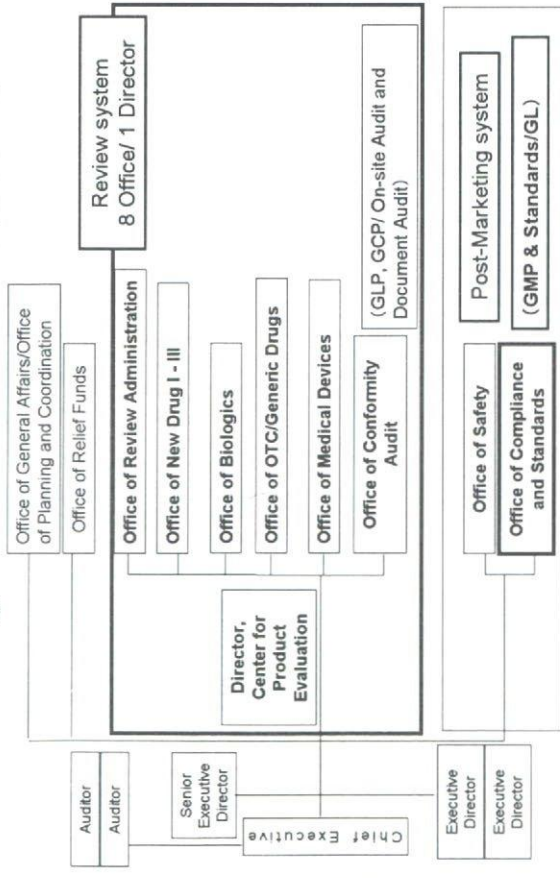 Office of General Affairs/Office
of Planning and Coordination
Office of Relief Funds
Review system
8 Office/ 1 Director
Office of Review Administration
Office of New Drug I - III
Office of Biologics
Office of OTC/Generic Drugs
Office of Medical Devices
Office of Conformity
Audit
(GLP, GCP/ On-site Audit and
Document Audit)
Director,
Center for
Product
Evaluation
Auditor
Auditor
Senior
Executive
Director
Chief Executive
Executive
Director
Executive
Director
Office of Safety
Office of Compliance
and Standards
Post-Marketing system
(GMP & Standards/GL)